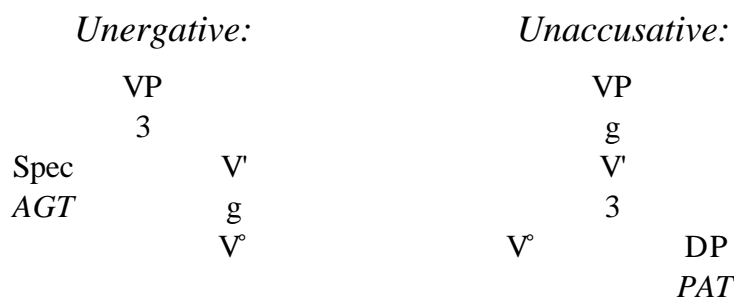 Unergative: Unaccusative:
VP VP
3 g
Spec V' V'
AGT g 3
V° V° DP
PAT